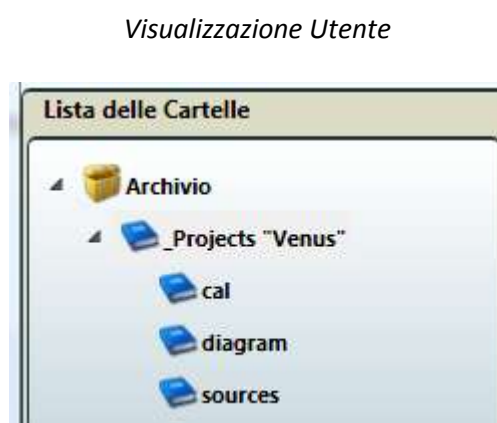 Visualizzazione Utente
Lista delle Cartelle
Archivio
_Projects "Venus"
cal
diagram
sources